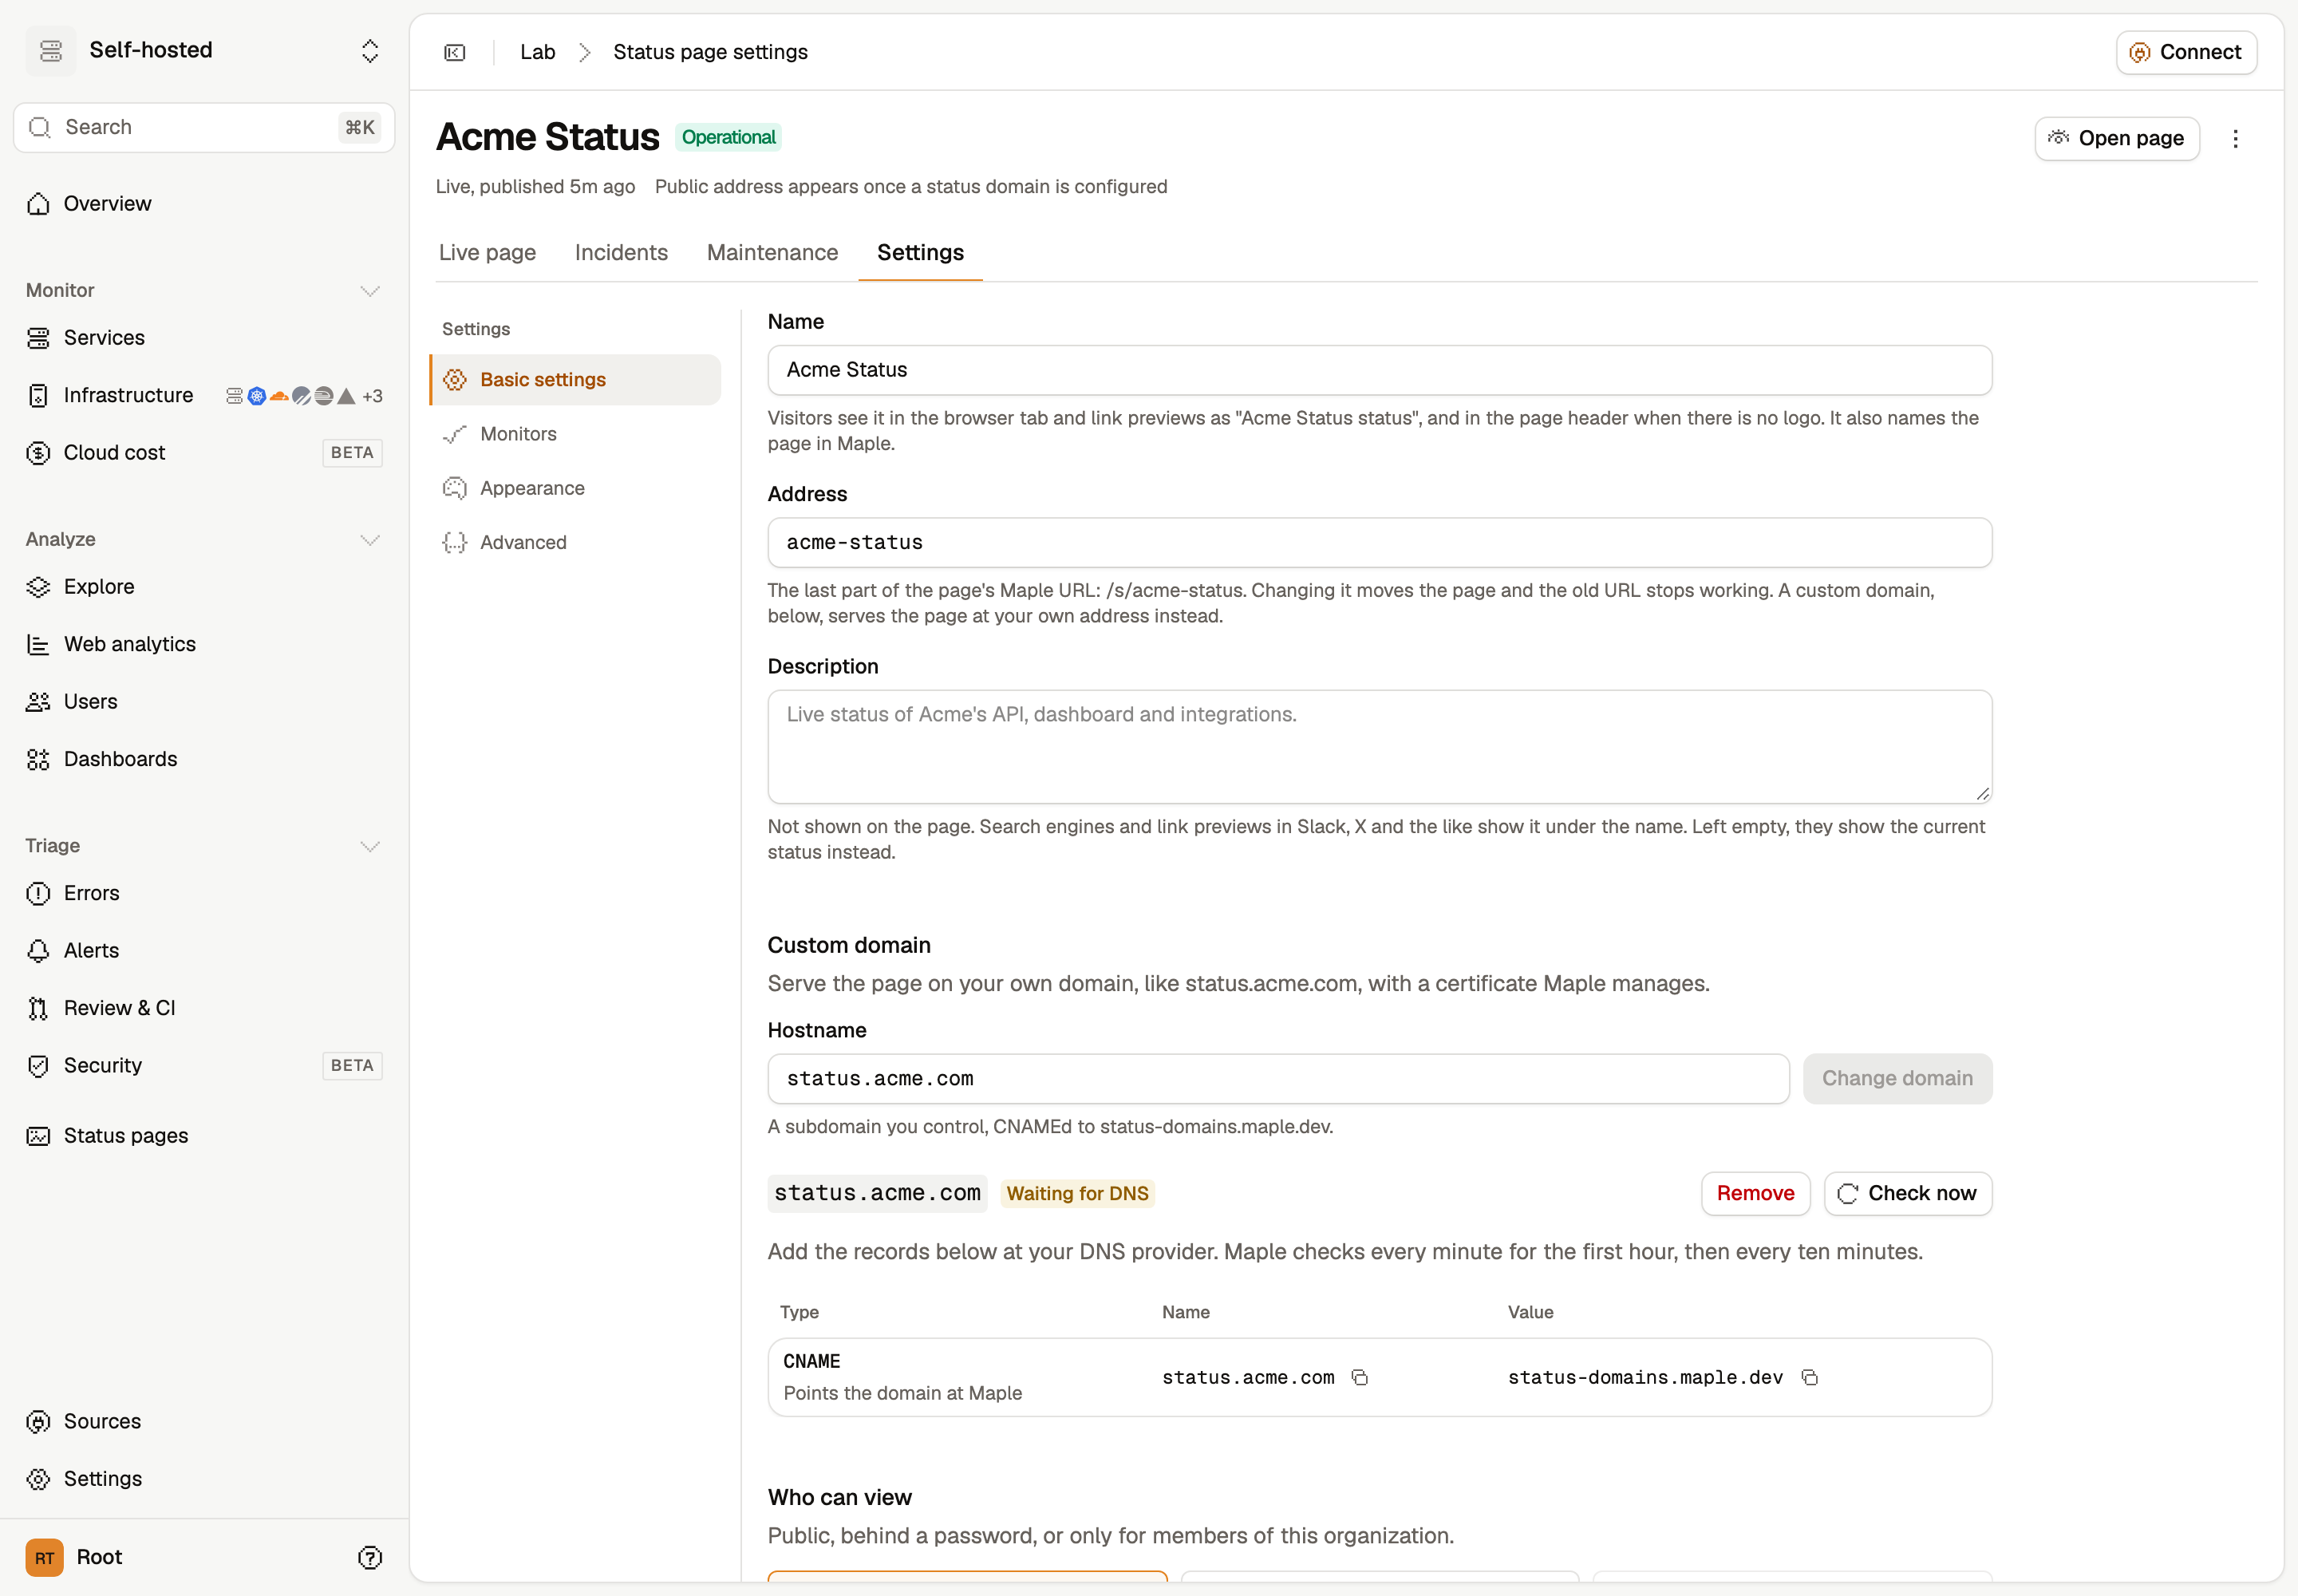 Self-hosted
Search
⌘K
Overview
Monitor
Services
Infrastructure
+3
Cloud cost
BETA
Analyze
Explore
Web analytics
Users
Dashboards
Triage
Errors
Alerts
Review & CI
Security
BETA
Status pages
Sources
Settings
RT
Root
Lab
Status page settings
Connect
Acme Status
Operational
Open page
Live, published 5m ago
Public address appears once a status domain is configured
Live page
Incidents
Maintenance
Settings
Settings
Basic settings
Monitors
Appearance
Advanced
Name
Acme Status
Visitors see it in the browser tab and link previews as "Acme Status status", and in the page header when there is no logo. It also names the
page in Maple.
Address
acme-status
The last part of the page's Maple URL: /s/acme-status. Changing it moves the page and the old URL stops working. A custom domain,
below, serves the page at your own address instead.
Description
Live status of Acme's API, dashboard and integrations.
Not shown on the page. Search engines and link previews in Slack, X and the like show it under the name. Left empty, they show the current
status instead.
Custom domain
Serve the page on your own domain, like status.acme.com, with a certificate Maple manages.
Hostname
status.acme.com
Change domain
A subdomain you control, CNAMEd to status-domains.maple.dev.
status.acme.com
Waiting for DNS
Remove
Check now
Add the records below at your DNS provider. Maple checks every minute for the first hour, then every ten minutes.
Type
Name
Value
CNAME
Points the domain at Maple
status.acme.com
status-domains.maple.dev
Who can view
Public, behind a password, or only for members of this organization.